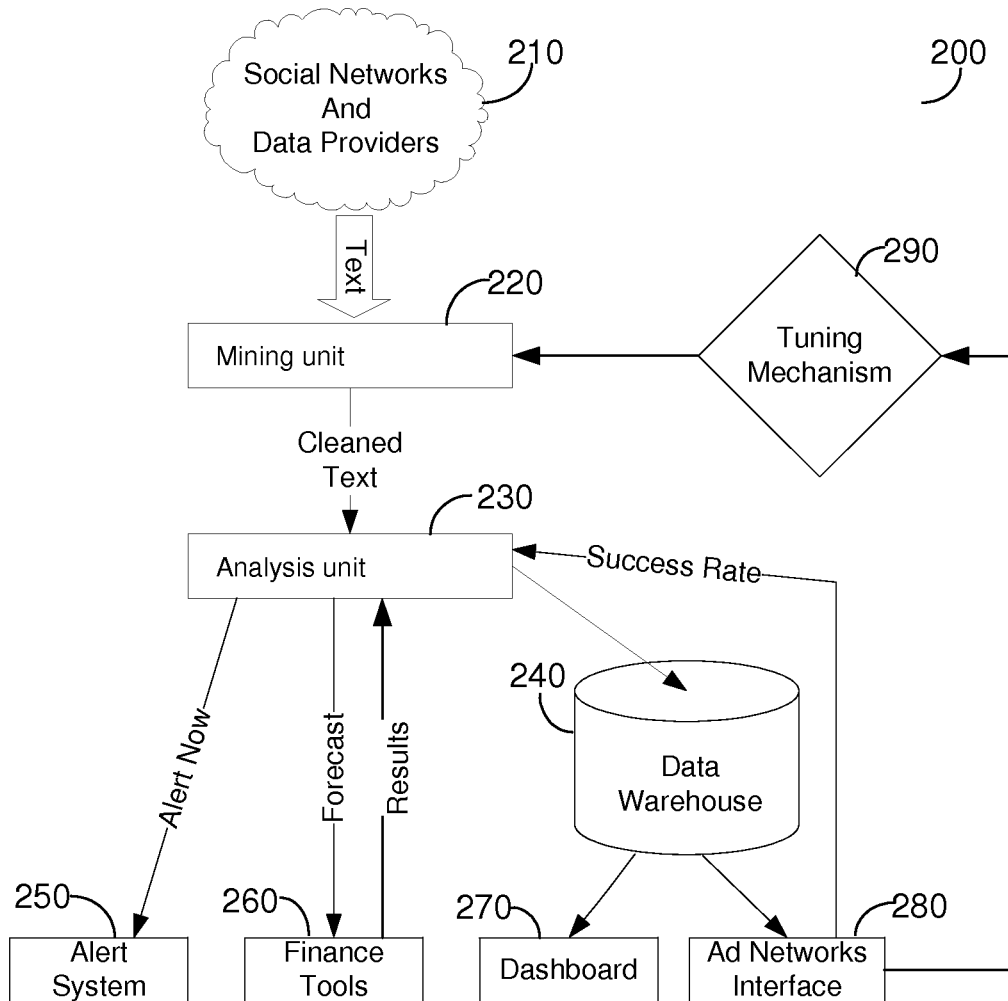 210
200
Social Networks
And
Data Providers
Text
290
220
Tuning
Mechanism
Mining unit
Cleaned
Text
230
Success Rate
Analysis unit
240
Data
Warehouse
Alert Now
Forecast
Results
250
260
270
280
Alert
System
Finance
Tools
Dashboard
Ad Networks
Interface